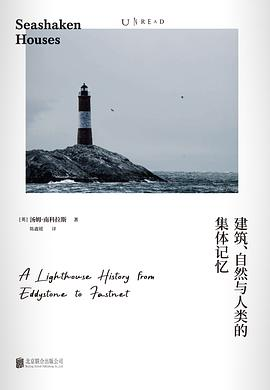 Seashaken
Houses
UNREAD
[英] 汤姆·南科拉斯 著
陈鑫媛 译
建筑、自然与人类的
集体记忆
A Lighthouse History from
Eddystone to Fastnet
北京联合出版公司